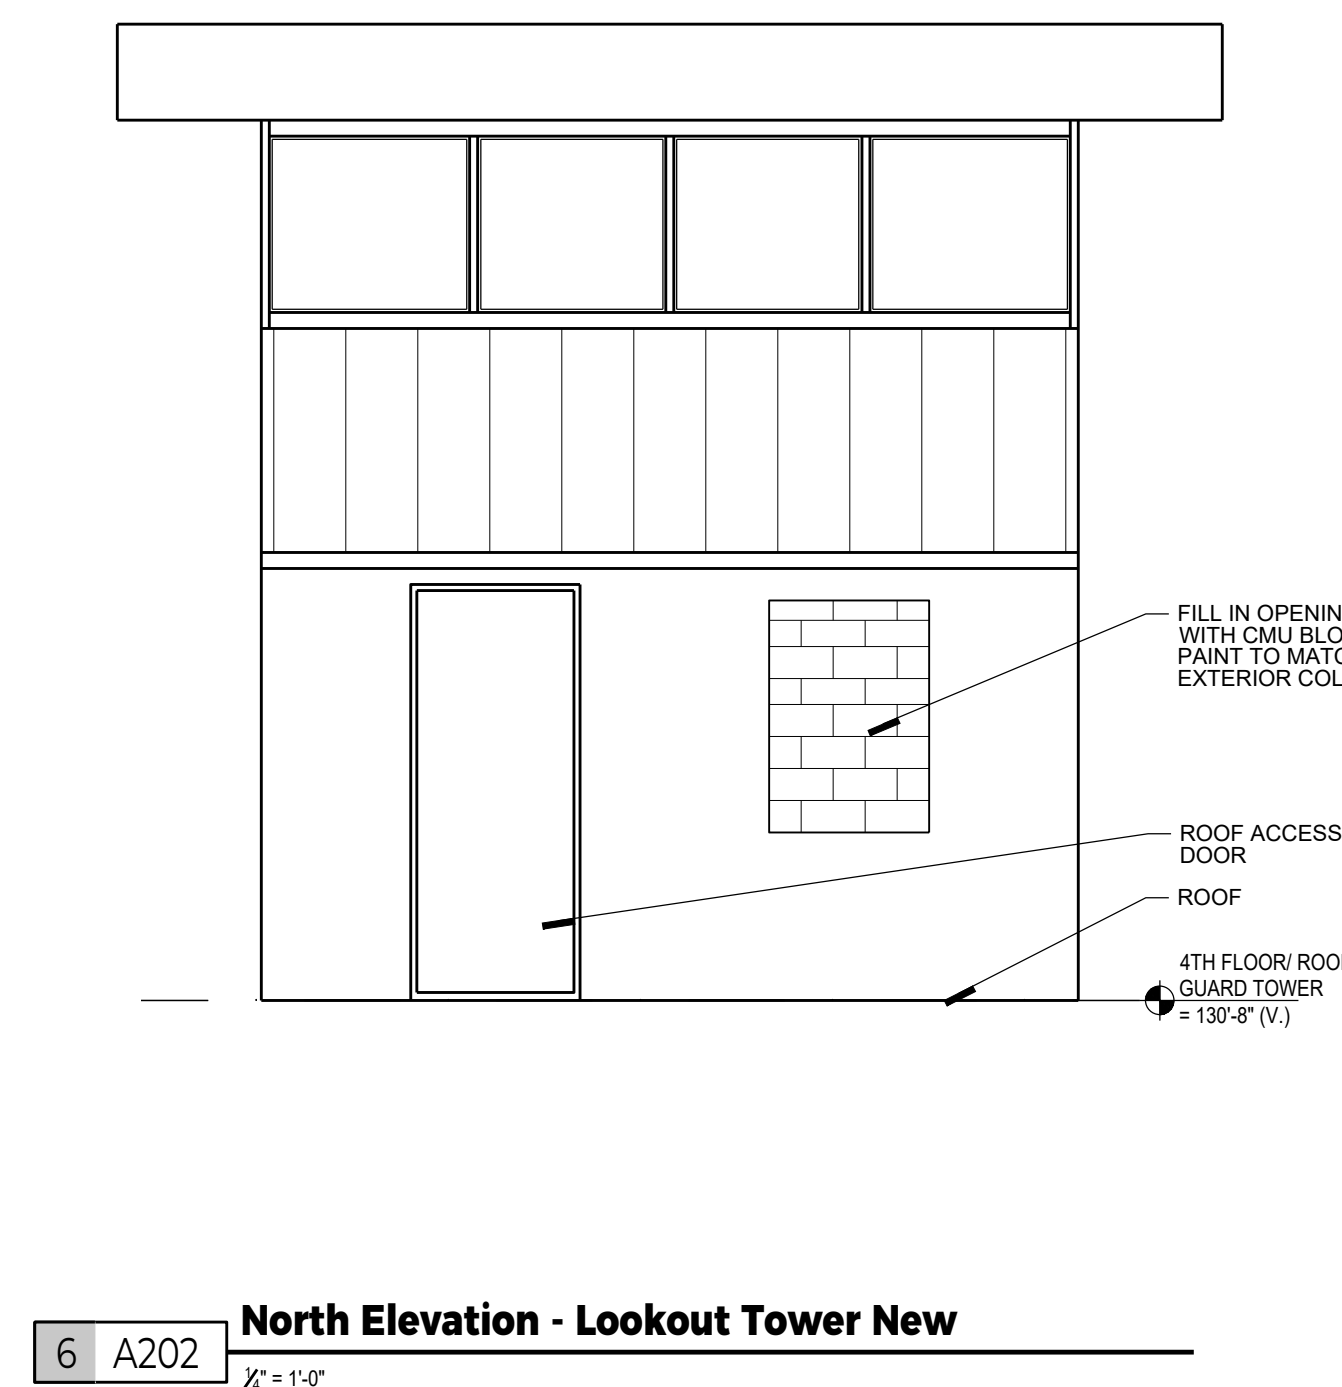 FILL IN OPENIN
WITH CMU BLO
PAINT TO MATC
EXTERIOR COL
ROOF ACCESS
DOOR
ROOF
4TH FLOOR/ ROO
GUARD TOWER
= 130'-8" (V.)
North Elevation - Lookout Tower New
6 A202
¼" = 1'-0"